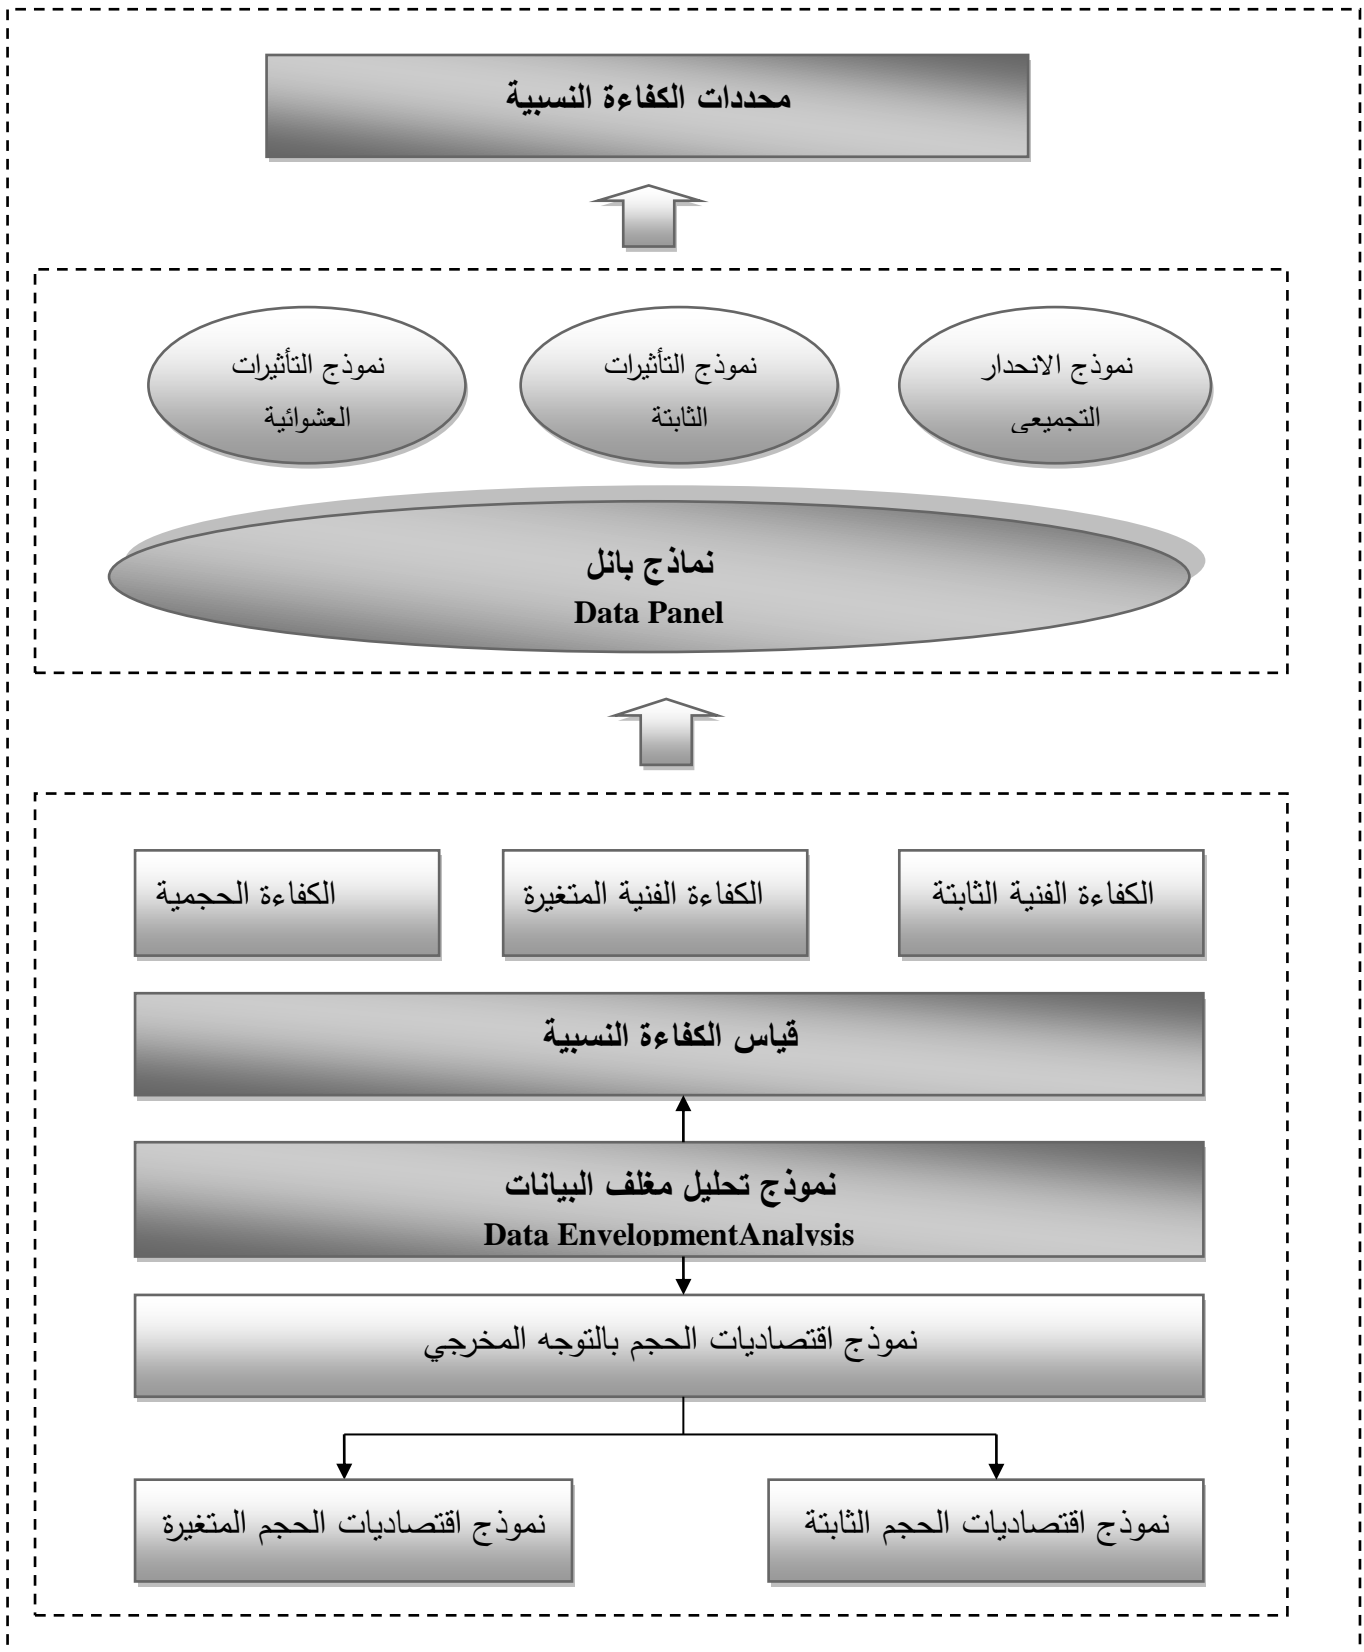 محددات الكفاءة النسبية
نموذج الانحدار
التجميعي
نموذج التأثيرات
الثابتة
نموذج التأثيرات
العشوائية
نماذج بانل
Data Panel
الكفاءة الفنية الثابتة
الكفاءة الفنية المتغيرة
الكفاءة الحجمية
قياس الكفاءة النسبية
نموذج تحليل مغلف البيانات
Data EnvelopmentAnalysis
نموذج اقتصاديات الحجم بالتوجه المخرجي
نموذج اقتصاديات الحجم الثابتة
نموذج اقتصاديات الحجم المتغيرة